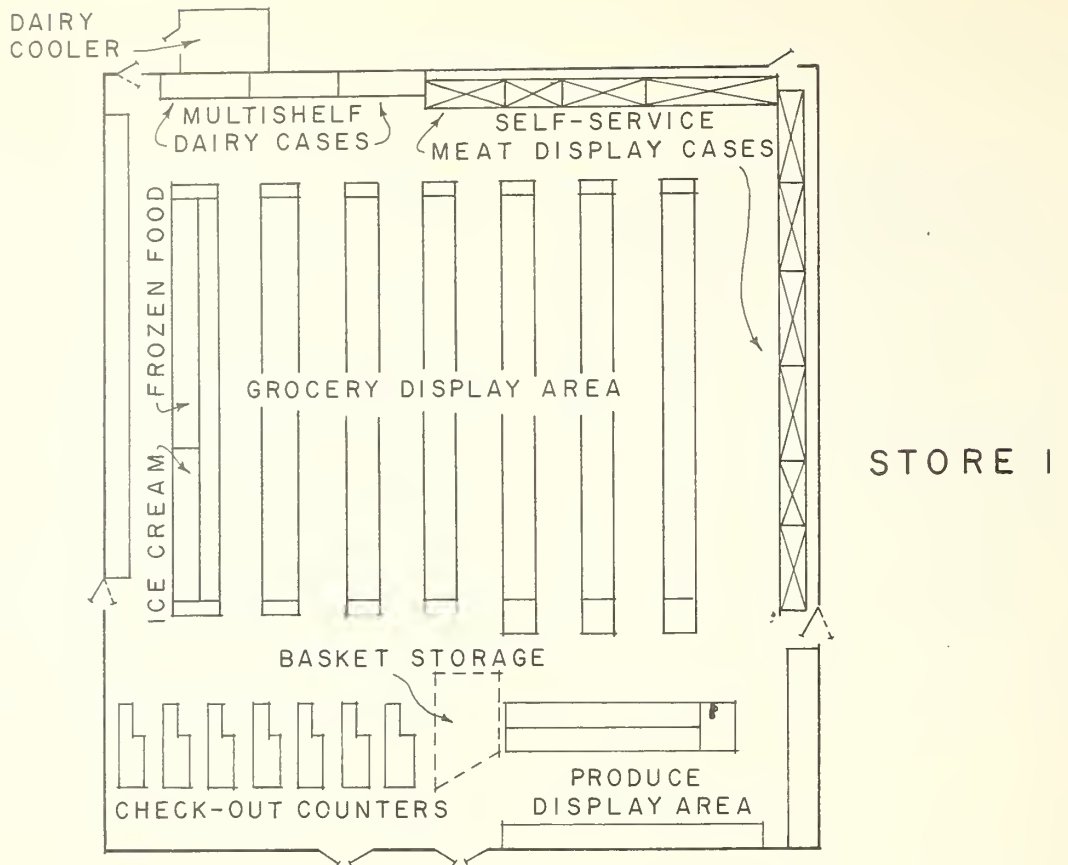 DAIRY
COOLER
MULTISHELF
DAIRY CASES
SELF-SERVICE
MEAT DISPLAY CASES
FROZEN FOOD
ICE CREAM
GROCERY DISPLAY AREA
STORE I
BASKET STORAGE
CHECK-OUT COUNTERS
PRODUCE
DISPLAY AREA